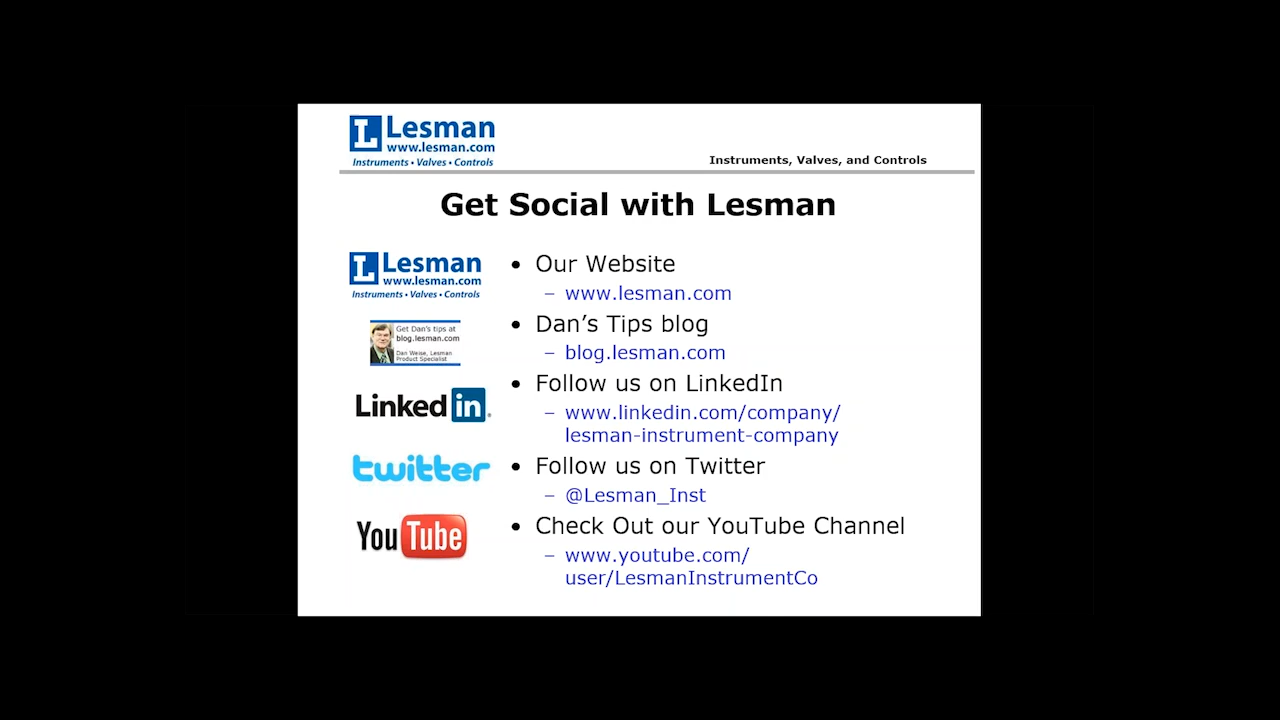 Lesman
www.lesman.com
Instruments • Valves • Controls
Instruments, Valves, and Controls
Get Social with Lesman
Lesman
www.lesman.com
Instruments • Valves • Controls
• Our Website
– www.lesman.com
Get Dan's tips at
blog.lesman.com
Dan Weise, Lesman
Product Specialist
• Dan's Tips blog
– blog.lesman.com
Linked in®
• Follow us on LinkedIn
– www.linkedin.com/company/
lesman-instrument-company
twitter
• Follow us on Twitter
– @Lesman_Inst
YouTube
• Check Out our YouTube Channel
– www.youtube.com/
user/LesmanInstrumentCo